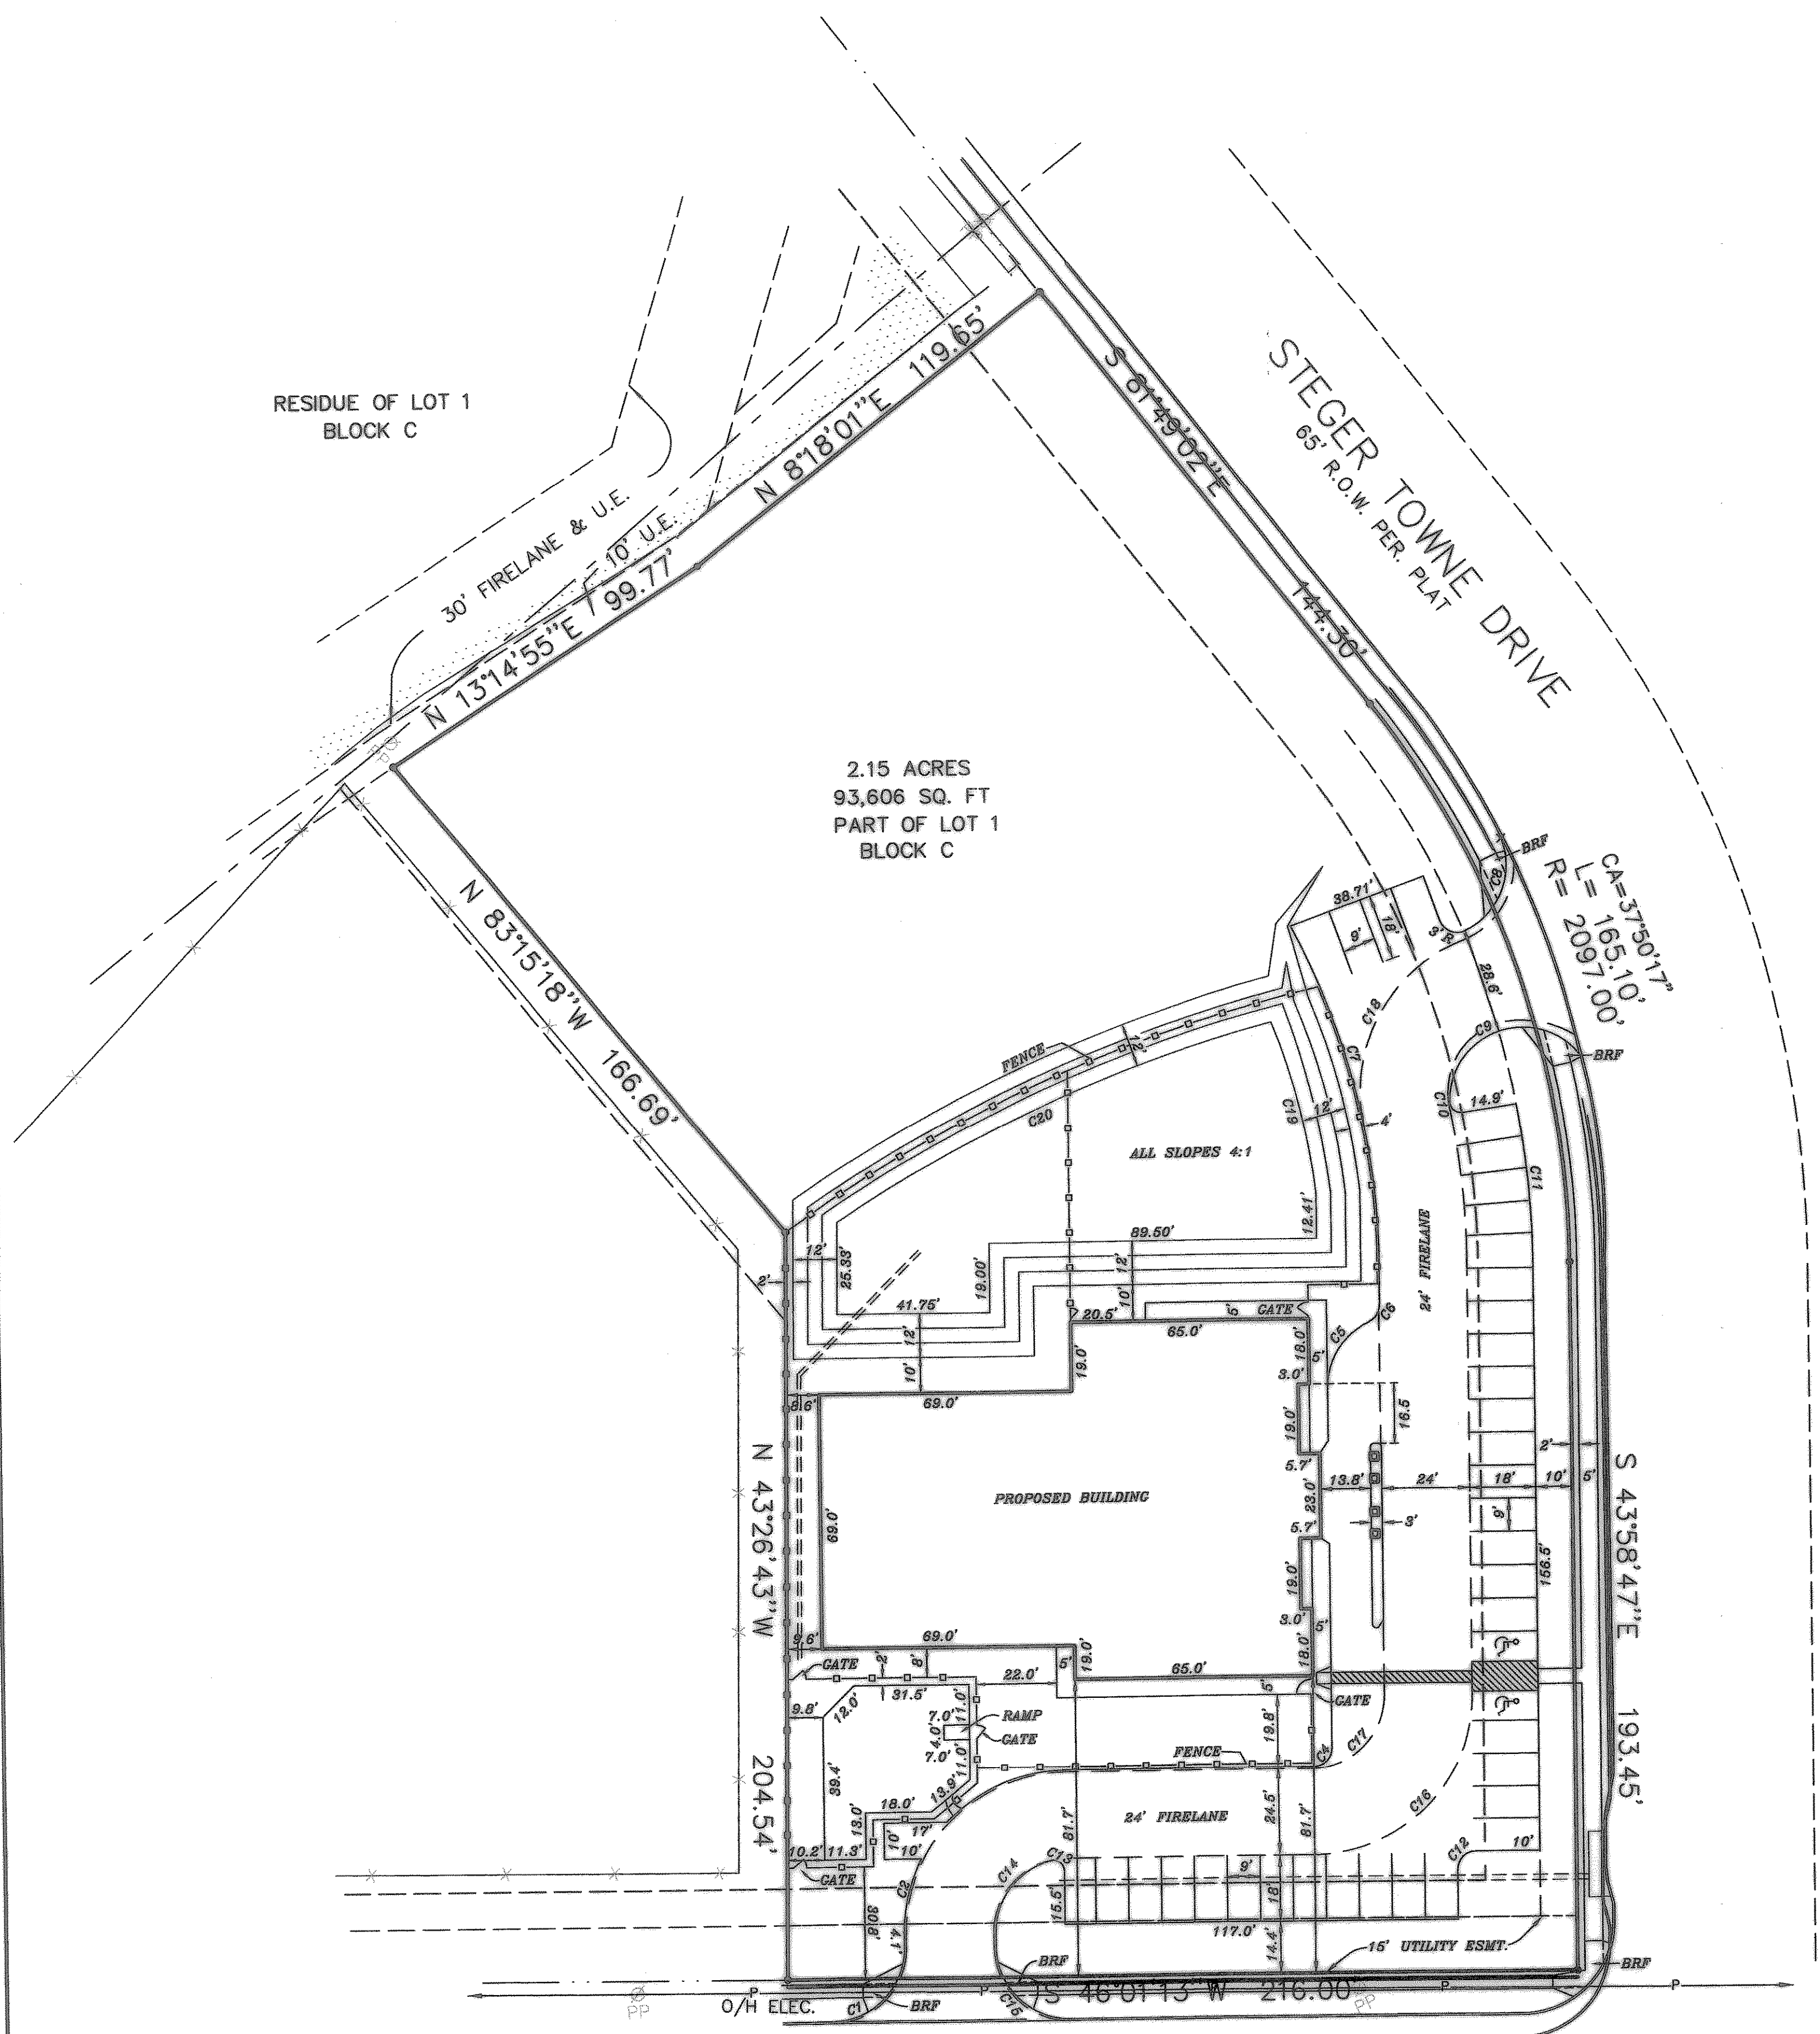 RESIDUE OF LOT 1
BLOCK C
30' FIRELANE & U.E.
10' U.E.
N 8°18'01"E 119.65'
N 13°14'55"E 99.77'
S 81°49'02"E
144.30'
STEGER TOWNE DRIVE
65' R.O.W. PER. PLAT
2.15 ACRES
93,606 SQ. FT
PART OF LOT 1
BLOCK C
BRF
C8
CA=37°50'17"
L= 165.10'
R= 2097.00'
38.71'
18'
9'
3'R
28.6'
C18
C9
BRF
N 83°15'18"W 166.69'
FENCE
12'
C20
C7
C19
12'
4'
C10
14.9'
C11
ALL SLOPES 4:1
12.41'
89.50'
12'
10'
24' FIRELANE
12'
2'
25.33'
19.00'
41.75'
12'
10'
20.5'
5'
GATE
65.0'
C5
C6
18.0'
5'
19.0'
3.0'
8.6'
69.0'
19.0'
16.5
5.7'
13.8'
24'
18'
10'
2'
5'
PROPOSED BUILDING
23.0'
3'
9'
69.0'
5.7'
19.0'
156.5'
N 43°26'43"W 204.54'
S 43°58'47"E 193.45'
3.0'
5'
18.0'
9.6'
69.0'
19.0'
GATE
2'
8'
22.0'
5'
65.0'
5'
GATE
31.5'
12.0'
9.8'
11.0'
7.0'
4.0'
7.0'
11.0'
RAMP
GATE
19.8'
FENCE
C4
C17
39.4'
13.9'
18.0'
17'
13.0'
10'
10'
24' FIRELANE
81.7'
24.5'
81.7'
C16
10.2'
11.3'
GATE
C2
C14
C13
9'
C12
10'
30.8'
4.1'
15.5'
18'
117.0'
14.4'
15' UTILITY ESMT.
BRF
BRF
P
P
P
P
S 46°01'13"W 216.00'
O/H ELEC.
PP
PP
C1
BRF
C15